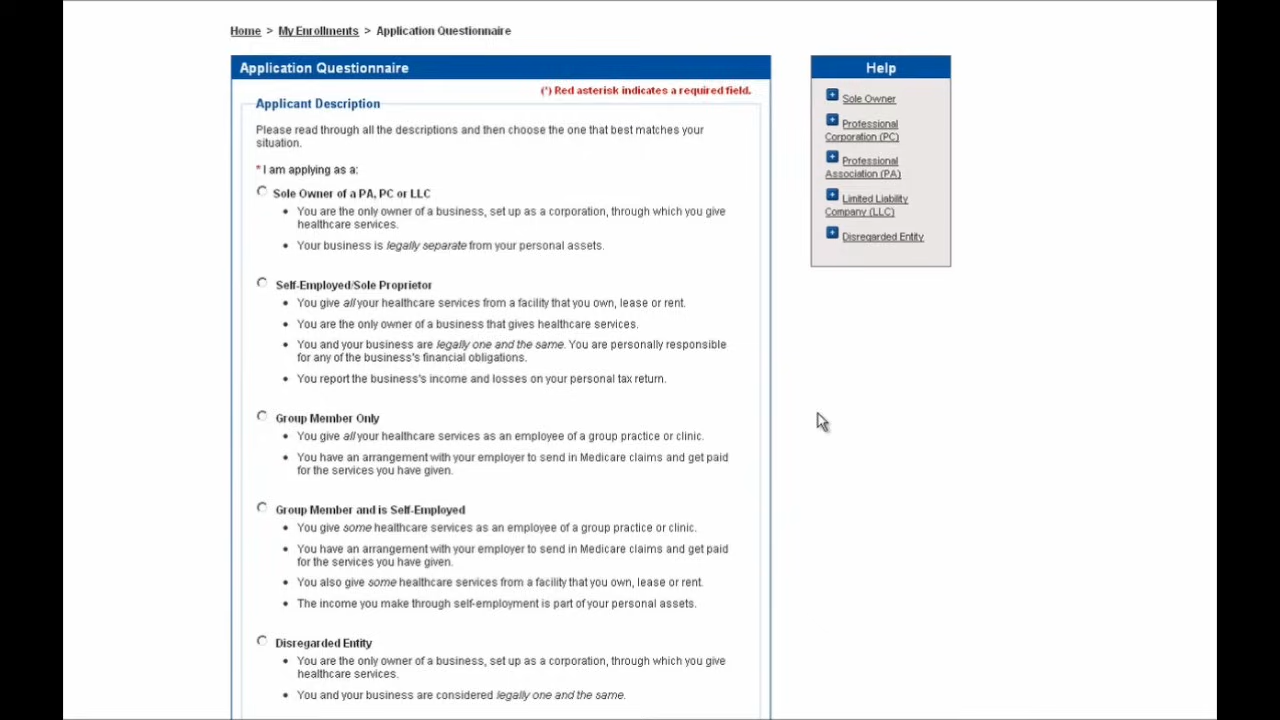 Home > My Enrollments > Application Questionnaire
Application Questionnaire
(*) Red asterisk indicates a required field.
Applicant Description
Please read through all the descriptions and then choose the one that best matches your
situation.
* I am applying as a:
Sole Owner of a PA, PC or LLC
• You are the only owner of a business, set up as a corporation, through which you give
healthcare services.
• Your business is legally separate from your personal assets.
Self-Employed/Sole Proprietor
• You give all your healthcare services from a facility that you own, lease or rent.
• You are the only owner of a business that gives healthcare services.
• You and your business are legally one and the same. You are personally responsible
for any of the business's financial obligations.
• You report the business's income and losses on your personal tax return.
Group Member Only
• You give all your healthcare services as an employee of a group practice or clinic.
• You have an arrangement with your employer to send in Medicare claims and get paid
for the services you have given.
Group Member and is Self-Employed
• You give some healthcare services as an employee of a group practice or clinic.
• You have an arrangement with your employer to send in Medicare claims and get paid
for the services you have given.
• You also give some healthcare services from a facility that you own, lease or rent.
• The income you make through self-employment is part of your personal assets.
Disregarded Entity
• You are the only owner of a business, set up as a corporation, through which you give
healthcare services.
• You and your business are considered legally one and the same.
Help
Sole Owner
Professional
Corporation (PC)
Professional
Association (PA)
Limited Liability
Company (LLC)
Disregarded Entity